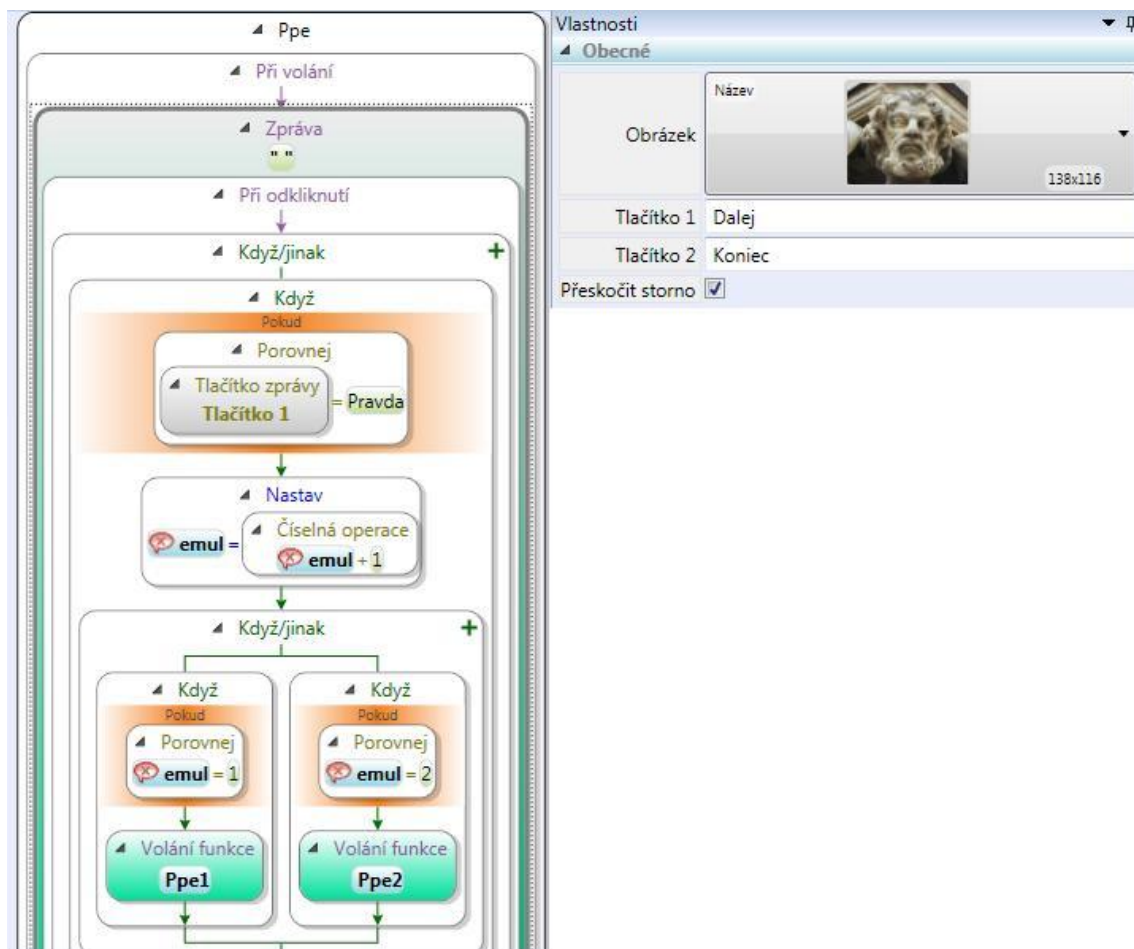 Ppe
Při volání
Zpráva
" "
Při odkliknutí
Když/jinak
Když
Pokud
Porovnej
Tlačítko zprávy
Tlačítko 1
= Pravda
Nastav
emul =
Číselná operace
emul + 1
Když/jinak
Když
Pokud
Porovnej
emul = 1
Volání funkce
Ppe1
Když
Pokud
Porovnej
emul = 2
Volání funkce
Ppe2
Vlastnosti
Obecné
Obrázek
Název
138x116
Tlačítko 1 Dalej
Tlačítko 2 Koniec
Přeskočit storno